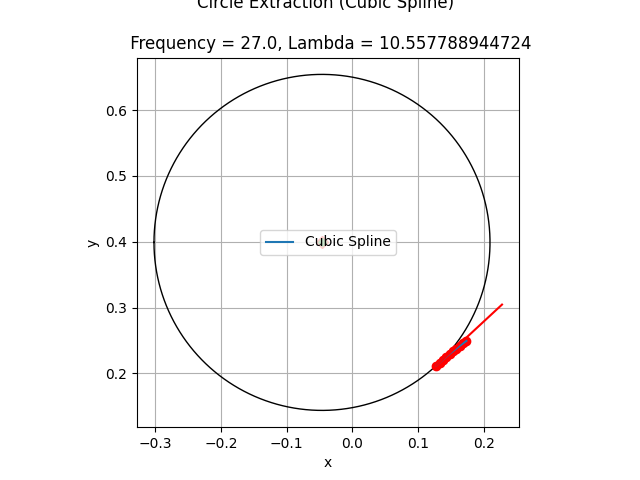 Circle Extraction (Cubic Spline)
Frequency = 27.0, Lambda = 10.557788944724
0.6
0.5
y
0.4
Cubic Spline
0.3
0.2
−0.3 −0.2 −0.1 0.0 0.1 0.2
x